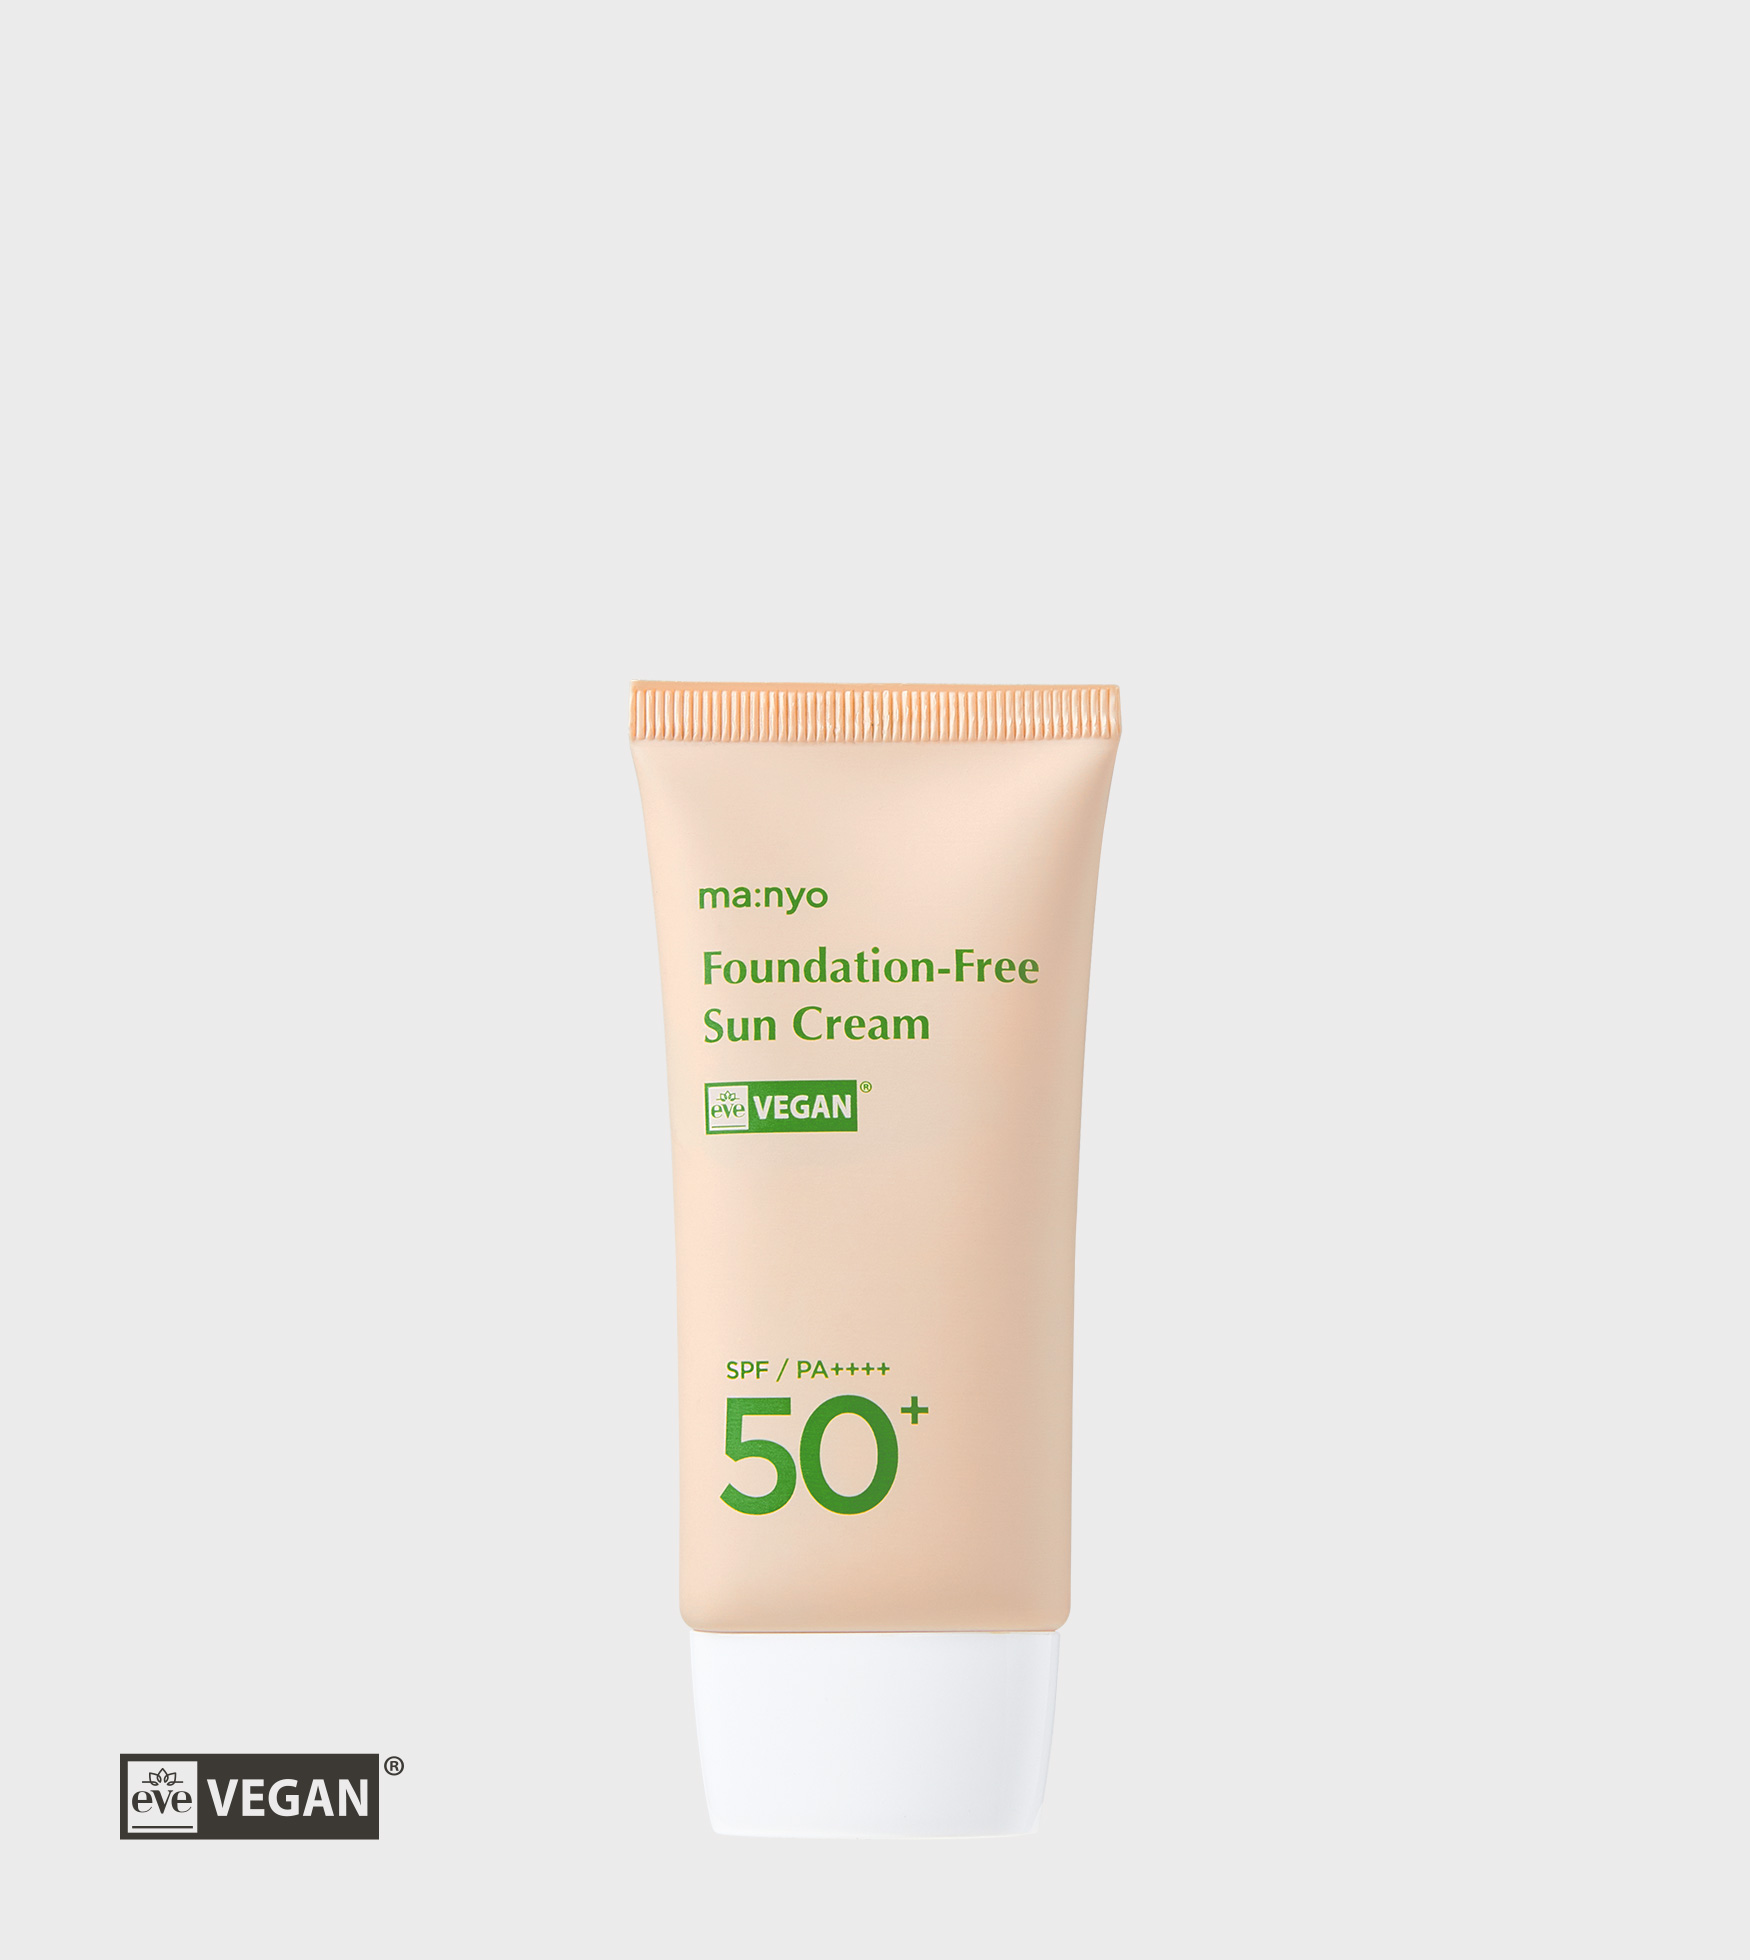 ma:nyo
Foundation-Free
Sun Cream
eve VEGAN®
SPF / PA++++
50+
eve VEGAN®